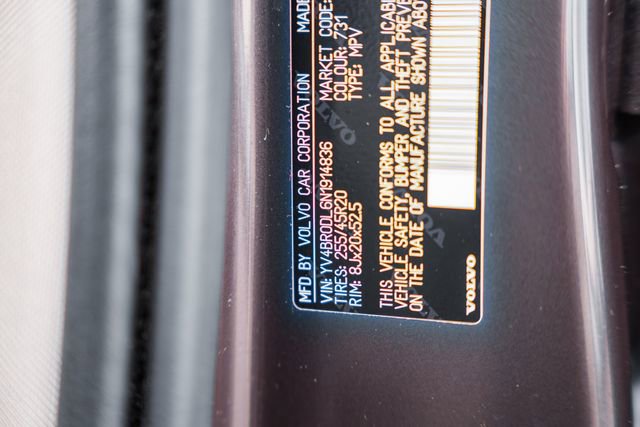 MFD BY VOLVO CAR CORPORATION MADE
VIN: YV4BR0DL6N1914836 MARKET CODE:
TIRES: 255/45R20 COLOUR: 731
RIM: 8Jx20x52.5 TYPE: MPV
THIS VEHICLE CONFORMS TO ALL APPLICAB
VEHICLE SAFETY, BUMPER AND THEFT PREVE
ON THE DATE OF MANUFACTURE SHOWN ABO
VOLVO